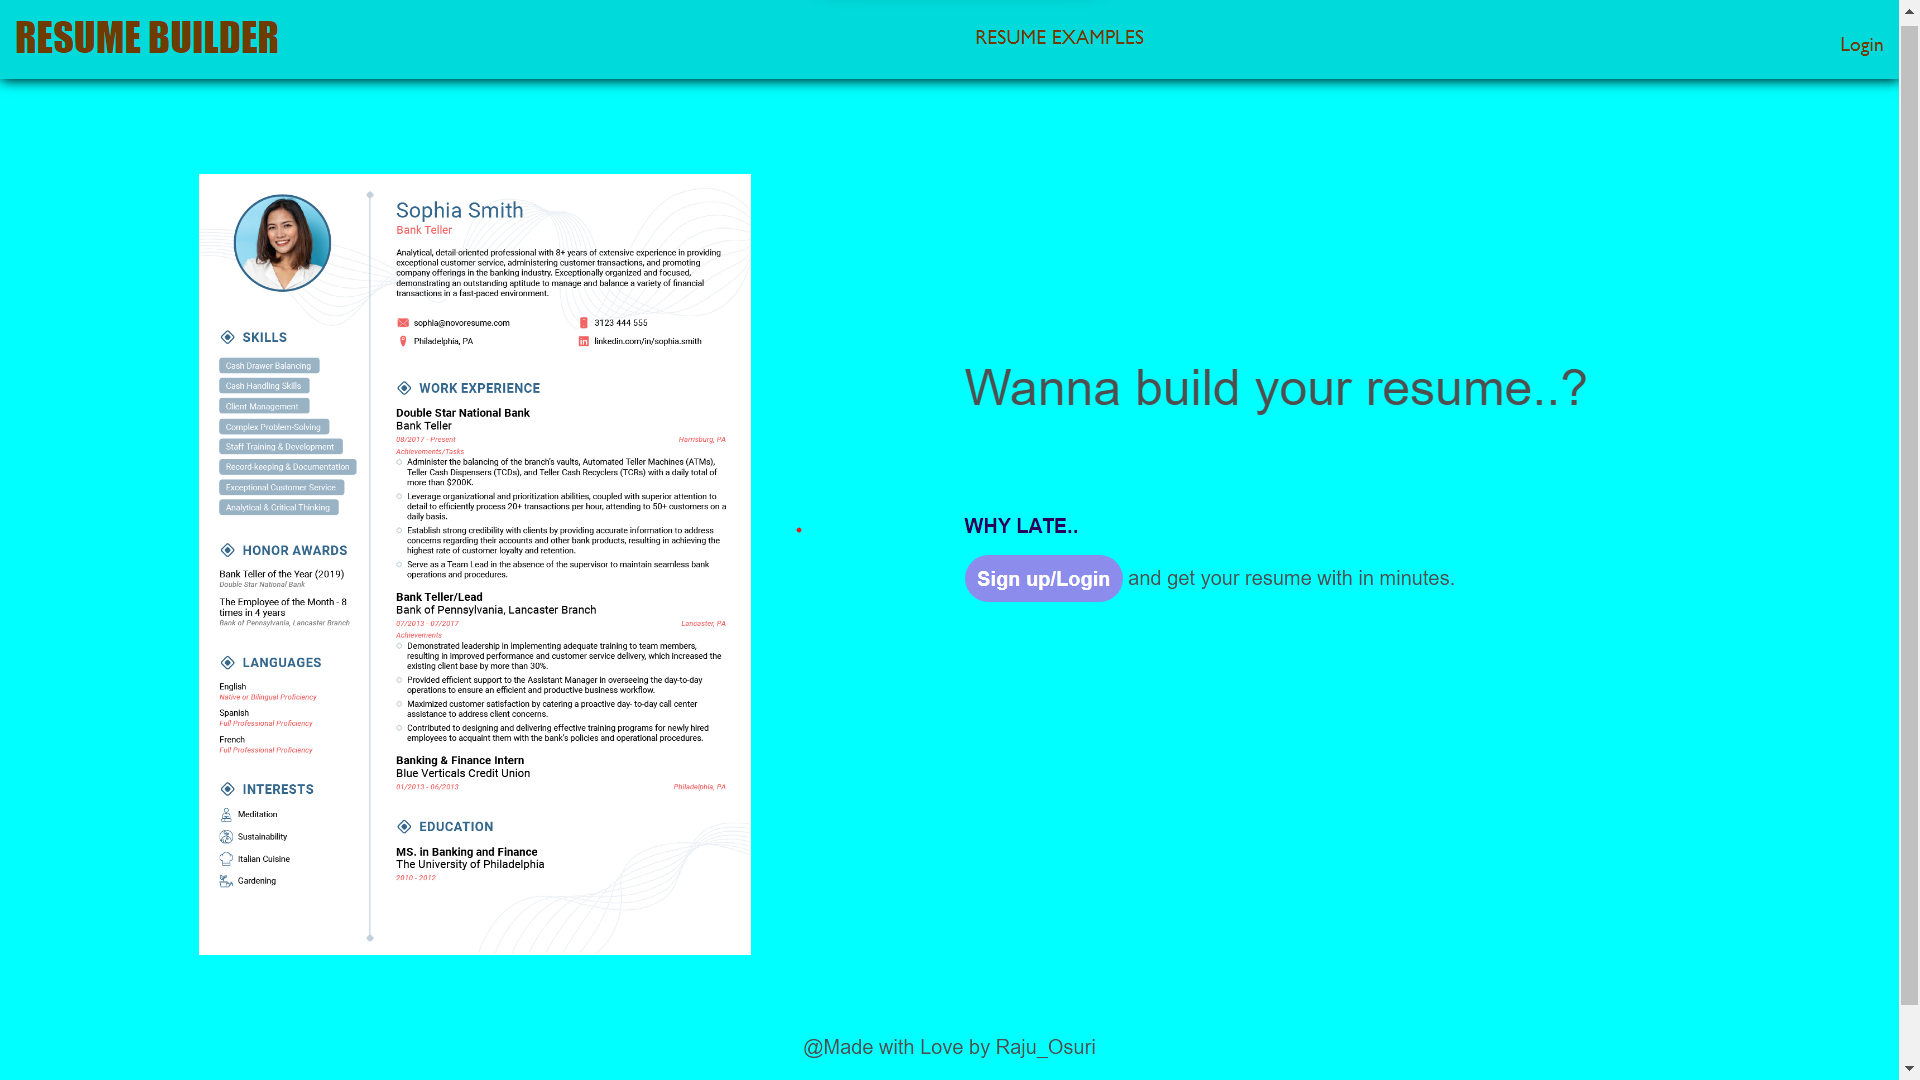 RESUME BUILDER
RESUME EXAMPLES
Login
Sophia Smith
Bank Teller
Analytical, detail-oriented professional with 8+ years of extensive experience in providing
exceptional customer service, administering customer transactions, and promoting
company offerings in the banking industry. Exceptionally organized and focused,
demonstrating an outstanding aptitude to manage and balance a variety of financial
transactions in a fast-paced environment.
sophia@novoresume.com
3123 444 555
Philadelphia, PA
linkedin.com/in/sophia.smith
SKILLS
Cash Drawer Balancing
Cash Handling Skills
Client Management
Complex Problem-Solving
Staff Training & Development
Record-keeping & Documentation
Exceptional Customer Service
Analytical & Critical Thinking
HONOR AWARDS
Bank Teller of the Year (2019)
Double Star National Bank
The Employee of the Month - 8
times in 4 years
Bank of Pennsylvania, Lancaster Branch
LANGUAGES
English
Native or Bilingual Proficiency
Spanish
Full Professional Proficiency
French
Full Professional Proficiency
INTERESTS
Meditation
Sustainability
Italian Cuisine
Gardening
WORK EXPERIENCE
Double Star National Bank
Bank Teller
08/2017 - Present
Harrisburg, PA
Achievements/Tasks
Administer the balancing of the branch's vaults, Automated Teller Machines (ATMs),
Teller Cash Dispensers (TCDs), and Teller Cash Recyclers (TCRs) with a daily total of
more than $200K.
Leverage organizational and prioritization abilities, coupled with superior attention to
detail to efficiently process 20+ transactions per hour, attending to 50+ customers on a
daily basis.
Establish strong credibility with clients by providing accurate information to address
concerns regarding their accounts and other bank products, resulting in achieving the
highest rate of customer loyalty and retention.
Serve as a Team Lead in the absence of the supervisor to maintain seamless bank
operations and procedures.
Bank Teller/Lead
Bank of Pennsylvania, Lancaster Branch
07/2013 - 07/2017
Lancaster, PA
Achievements
Demonstrated leadership in implementing adequate training to team members,
resulting in improved performance and customer service delivery, which increased the
existing client base by more than 30%.
Provided efficient support to the Assistant Manager in overseeing the day-to-day
operations to ensure an efficient and productive business workflow.
Maximized customer satisfaction by catering a proactive day- to-day call center
assistance to address client concerns.
Contributed to designing and delivering effective training programs for newly hired
employees to acquaint them with the bank's policies and operational procedures.
Banking & Finance Intern
Blue Verticals Credit Union
01/2013 - 06/2013
Philadelphia, PA
EDUCATION
MS. in Banking and Finance
The University of Philadelphia
2010 - 2012
Wanna build your resume..?
WHY LATE..
Sign up/Login and get your resume with in minutes.
@Made with Love by Raju_Osuri